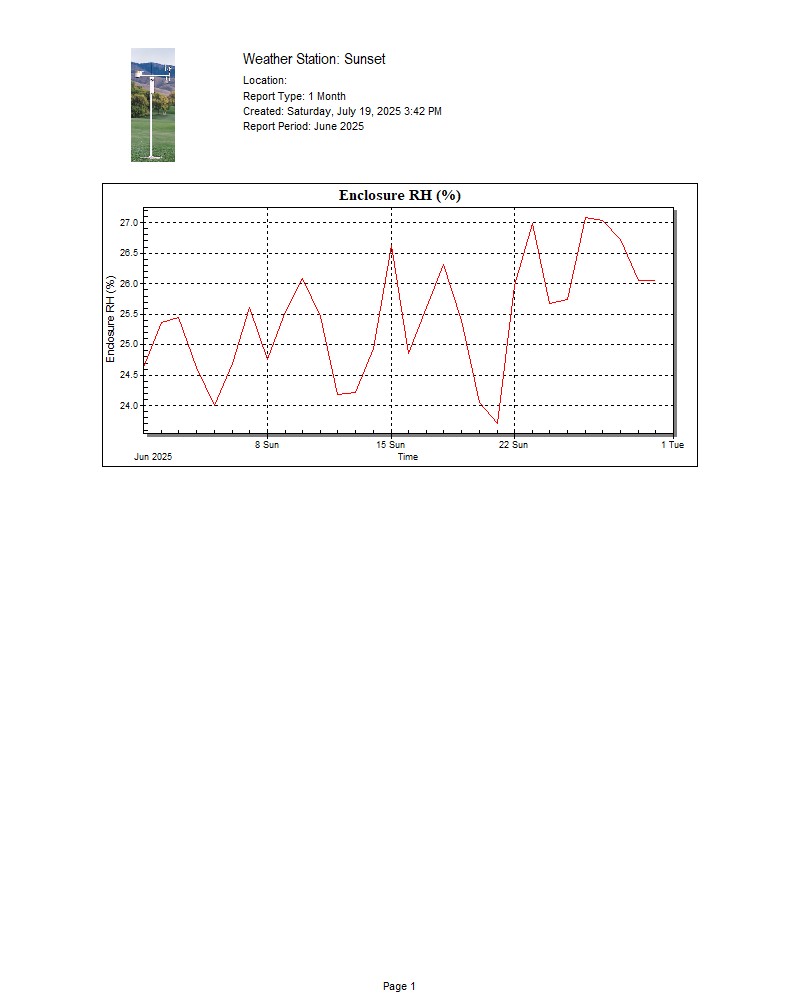 Weather Station: Sunset
Location:
Report Type: 1 Month
Created: Saturday, July 19, 2025 3:42 PM
Report Period: June 2025
Enclosure RH (%)
Enclosure RH (%)
27.0
26.5
26.0
25.5
25.0
24.5
24.0
8 Sun
15 Sun
22 Sun
1 Tue
Jun 2025
Time
Page 1